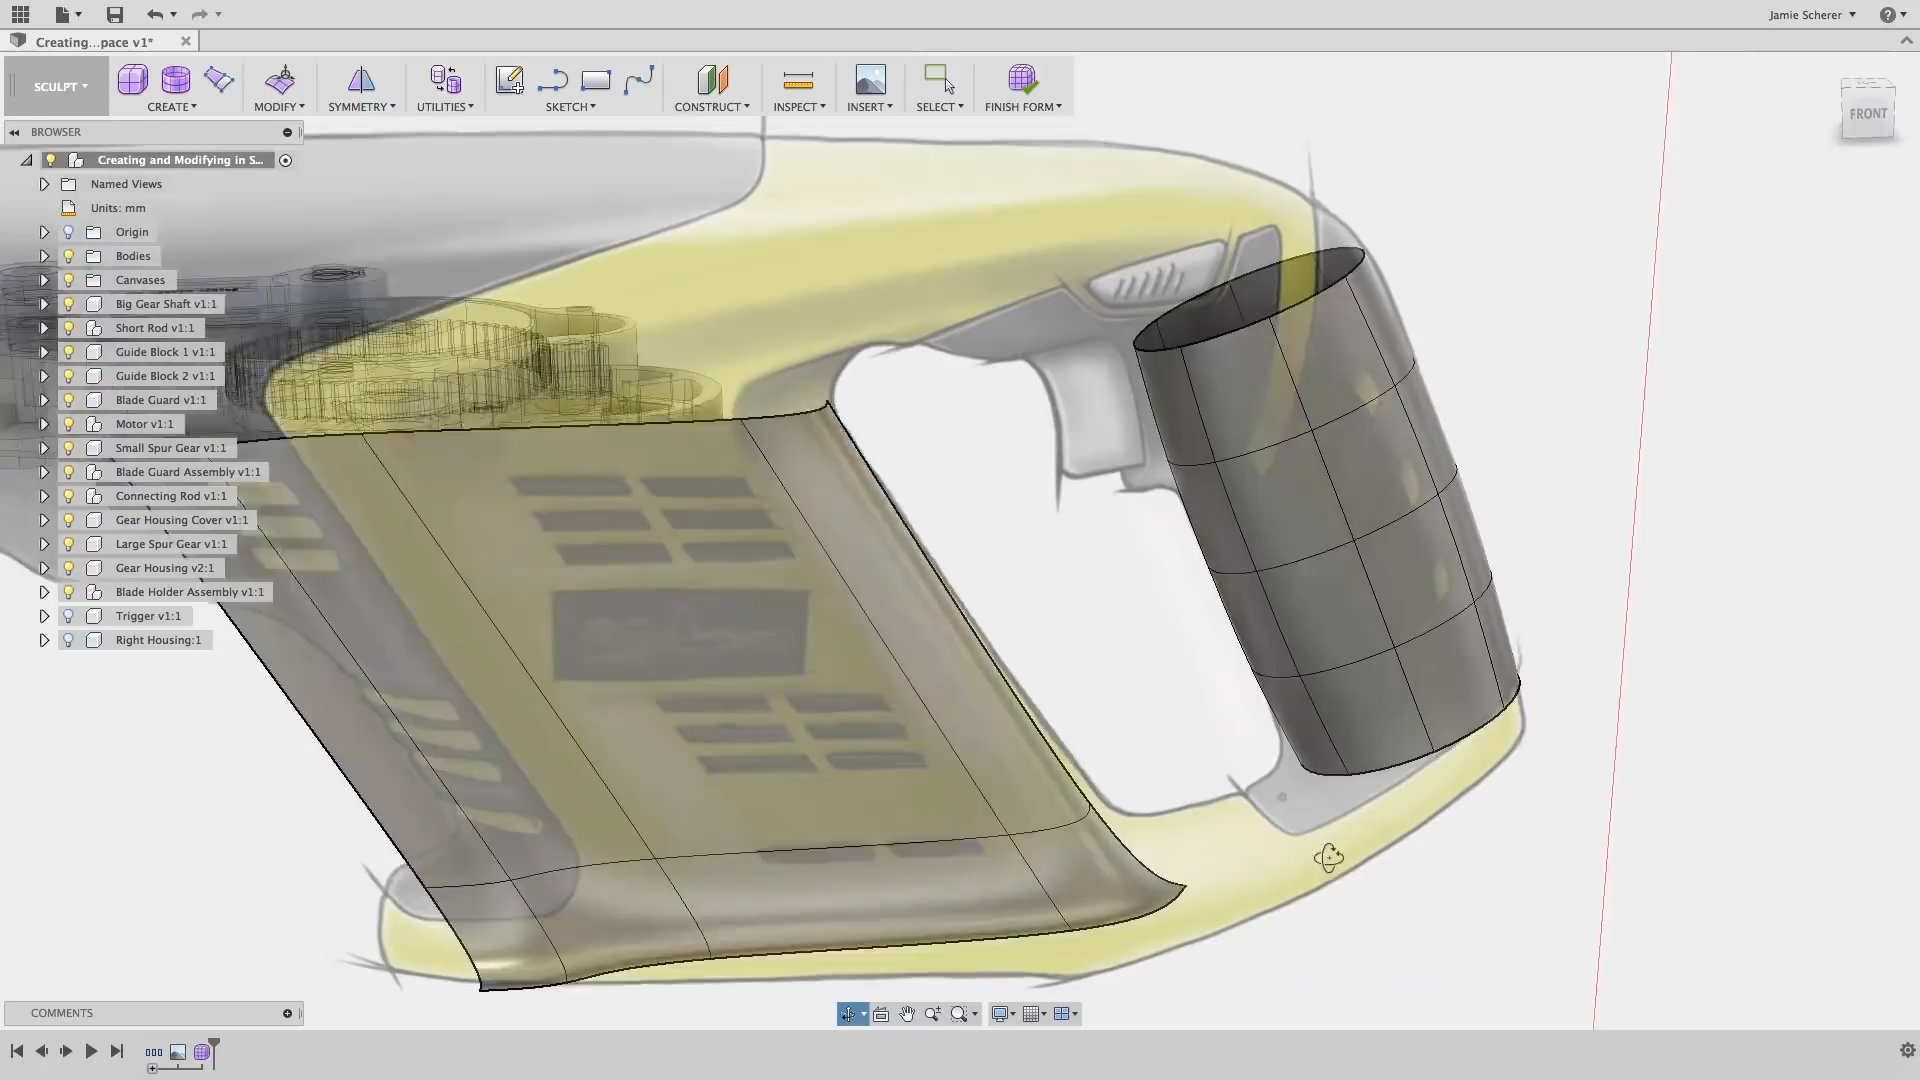 Jamie Scherer
?
Creating...pace v1*
SCULPT
CREATE
MODIFY
SYMMETRY
UTILITIES
SKETCH
CONSTRUCT
INSPECT
INSERT
SELECT
FINISH FORM
FRONT
BROWSER
Creating and Modifying in S...
Named Views
Units: mm
Origin
Bodies
Canvases
Big Gear Shaft v1:1
Short Rod v1:1
Guide Block 1 v1:1
Guide Block 2 v1:1
Blade Guard v1:1
Motor v1:1
Small Spur Gear v1:1
Blade Guard Assembly v1:1
Connecting Rod v1:1
Gear Housing Cover v1:1
Large Spur Gear v1:1
Gear Housing v2:1
Blade Holder Assembly v1:1
Trigger v1:1
Right Housing:1
COMMENTS